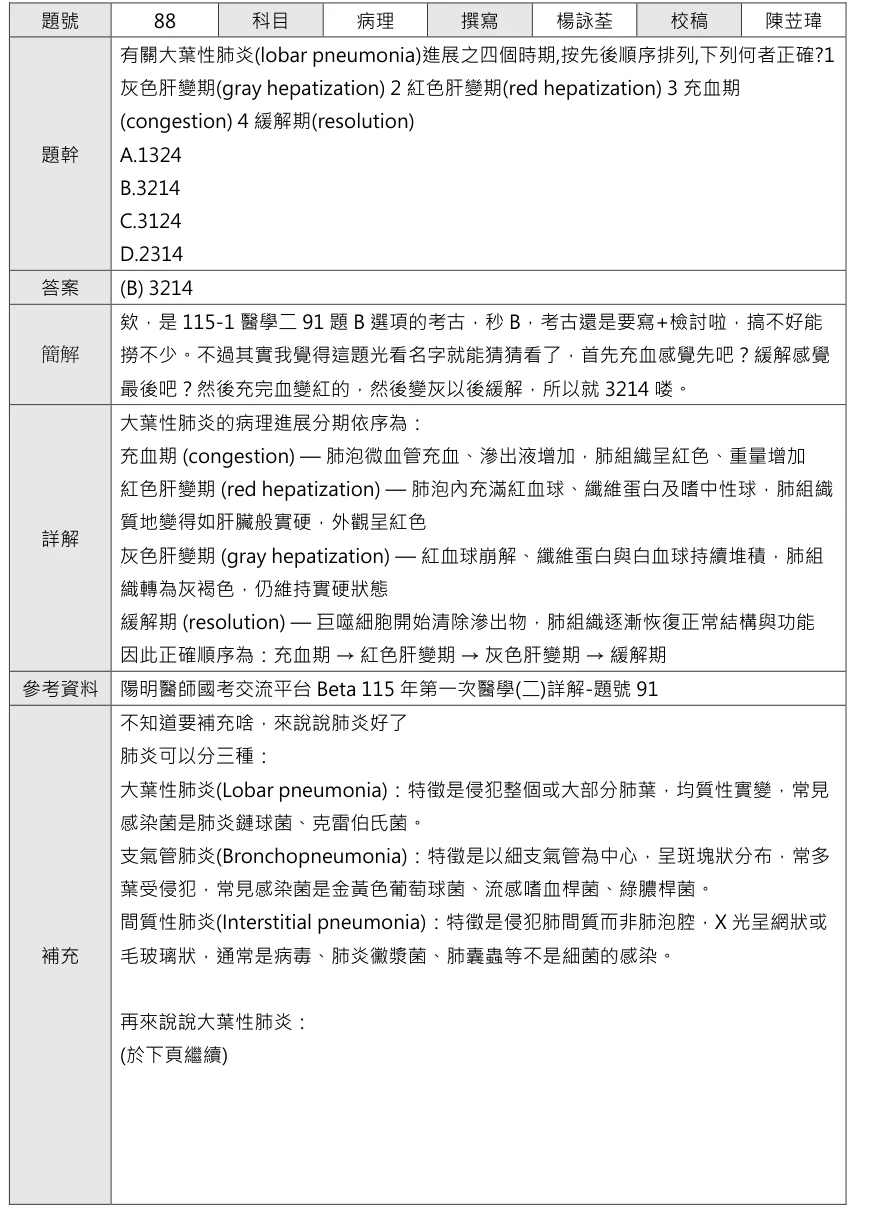 題號 88 科目 病理 撰寫 楊詠荃 校稿 陳苙瑋
題幹
有關大葉性肺炎(lobar pneumonia)進展之四個時期,按先後順序排列,下列何者正確?1
灰色肝變期(gray hepatization) 2 紅色肝變期(red hepatization) 3 充血期
(congestion) 4 緩解期(resolution)
A.1324
B.3214
C.3124
D.2314
答案 (B) 3214
簡解
欸，是 115-1 醫學二 91 題 B 選項的考古，秒 B，考古還是要寫+檢討啦，搞不好能
撈不少。不過其實我覺得這題光看名字就能猜猜看了，首先充血感覺先吧？緩解感覺
最後吧？然後充完血變紅的，然後變灰以後緩解，所以就 3214 喽。
詳解
大葉性肺炎的病理進展分期依序為：
充血期 (congestion) — 肺泡微血管充血、滲出液增加，肺組織呈紅色、重量增加
紅色肝變期 (red hepatization) — 肺泡內充滿紅血球、纖維蛋白及嗜中性球，肺組織
質地變得如肝臟般實硬，外觀呈紅色
灰色肝變期 (gray hepatization) — 紅血球崩解、纖維蛋白與白血球持續堆積，肺組
織轉為灰褐色，仍維持實硬狀態
緩解期 (resolution) — 巨噬細胞開始清除滲出物，肺組織逐漸恢復正常結構與功能
因此正確順序為：充血期 → 紅色肝變期 → 灰色肝變期 → 緩解期
參考資料 陽明醫師國考交流平台 Beta 115 年第一次醫學(二)詳解-題號 91
補充
不知道要補充啥，來說說肺炎好了
肺炎可以分三種：
大葉性肺炎(Lobar pneumonia)：特徵是侵犯整個或大部分肺葉，均質性實變，常見
感染菌是肺炎鏈球菌、克雷伯氏菌。
支氣管肺炎(Bronchopneumonia)：特徵是以細支氣管為中心，呈斑塊狀分布，常多
葉受侵犯，常見感染菌是金黃色葡萄球菌、流感嗜血桿菌、綠膿桿菌。
間質性肺炎(Interstitial pneumonia)：特徵是侵犯肺間質而非肺泡腔，X 光呈網狀或
毛玻璃狀，通常是病毒、肺炎黴漿菌、肺囊蟲等不是細菌的感染。
再來說說大葉性肺炎：
(於下頁繼續)